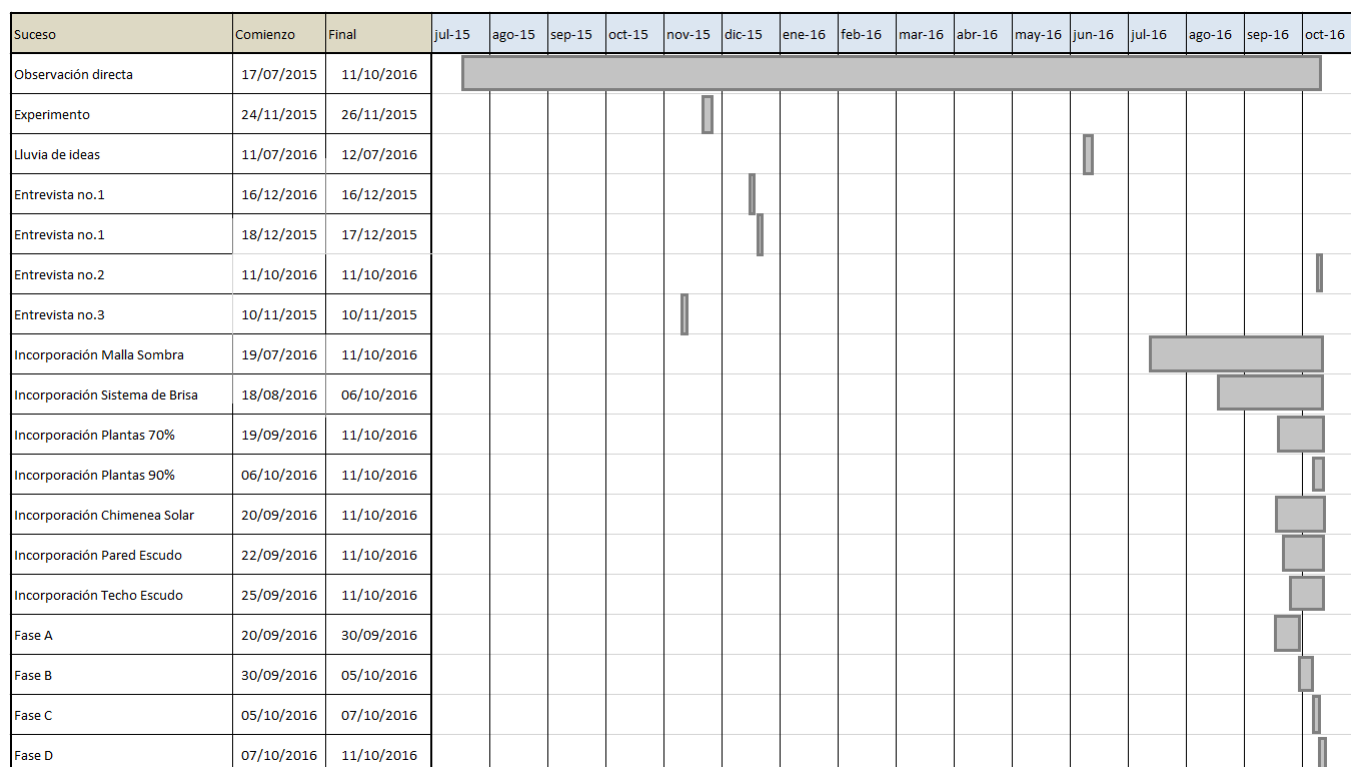 Suceso Comienzo Final jul-15 ago-15 sep-15 oct-15 nov-15 dic-15 ene-16 feb-16 mar-16 abr-16 may-16 jun-16 jul-16 ago-16 sep-16 oct-16
Observación directa 17/07/2015 11/10/2016
Experimento 24/11/2015 26/11/2015
Lluvia de ideas 11/07/2016 12/07/2016
Entrevista no.1 16/12/2016 16/12/2015
Entrevista no.1 18/12/2015 17/12/2015
Entrevista no.2 11/10/2016 11/10/2016
Entrevista no.3 10/11/2015 10/11/2015
Incorporación Malla Sombra 19/07/2016 11/10/2016
Incorporación Sistema de Brisa 18/08/2016 06/10/2016
Incorporación Plantas 70% 19/09/2016 11/10/2016
Incorporación Plantas 90% 06/10/2016 11/10/2016
Incorporación Chimenea Solar 20/09/2016 11/10/2016
Incorporación Pared Escudo 22/09/2016 11/10/2016
Incorporación Techo Escudo 25/09/2016 11/10/2016
Fase A 20/09/2016 30/09/2016
Fase B 30/09/2016 05/10/2016
Fase C 05/10/2016 07/10/2016
Fase D 07/10/2016 11/10/2016